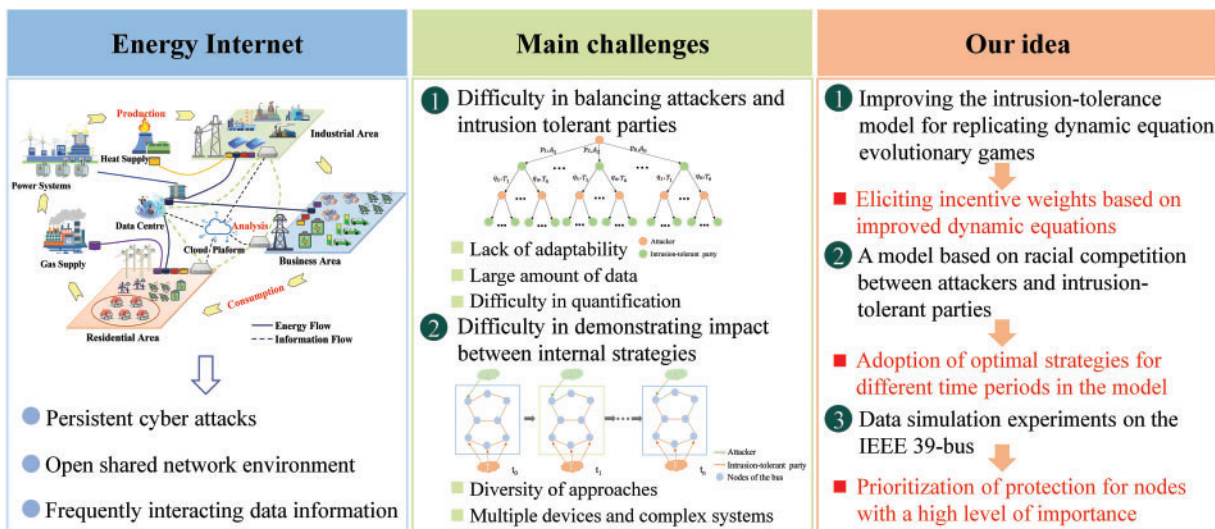 Energy Internet
Production
Industrial Area
Heat Supply
Power Systems
Data Centre
Analysis
Cloud Plaform
Gas Supply
Business Area
Consumption
Residential Area
Energy Flow
Information Flow
Persistent cyber attacks
Open shared network environment
Frequently interacting data information
Main challenges
1 Difficulty in balancing attackers and
intrusion tolerant parties
Attacker
Intrusion-tolerant party
Lack of adaptability
Large amount of data
Difficulty in quantification
2 Difficulty in demonstrating impact
between internal strategies
t₀
t₁
tₙ
Attacker
Intrusion-tolerant party
Nodes of the bus
Diversity of approaches
Multiple devices and complex systems
Our idea
1 Improving the intrusion-tolerance
model for replicating dynamic equation
evolutionary games
Eliciting incentive weights based on
improved dynamic equations
2 A model based on racial competition
between attackers and intrusion-
tolerant parties
Adoption of optimal strategies for
different time periods in the model
3 Data simulation experiments on the
IEEE 39-bus
Prioritization of protection for nodes
with a high level of importance